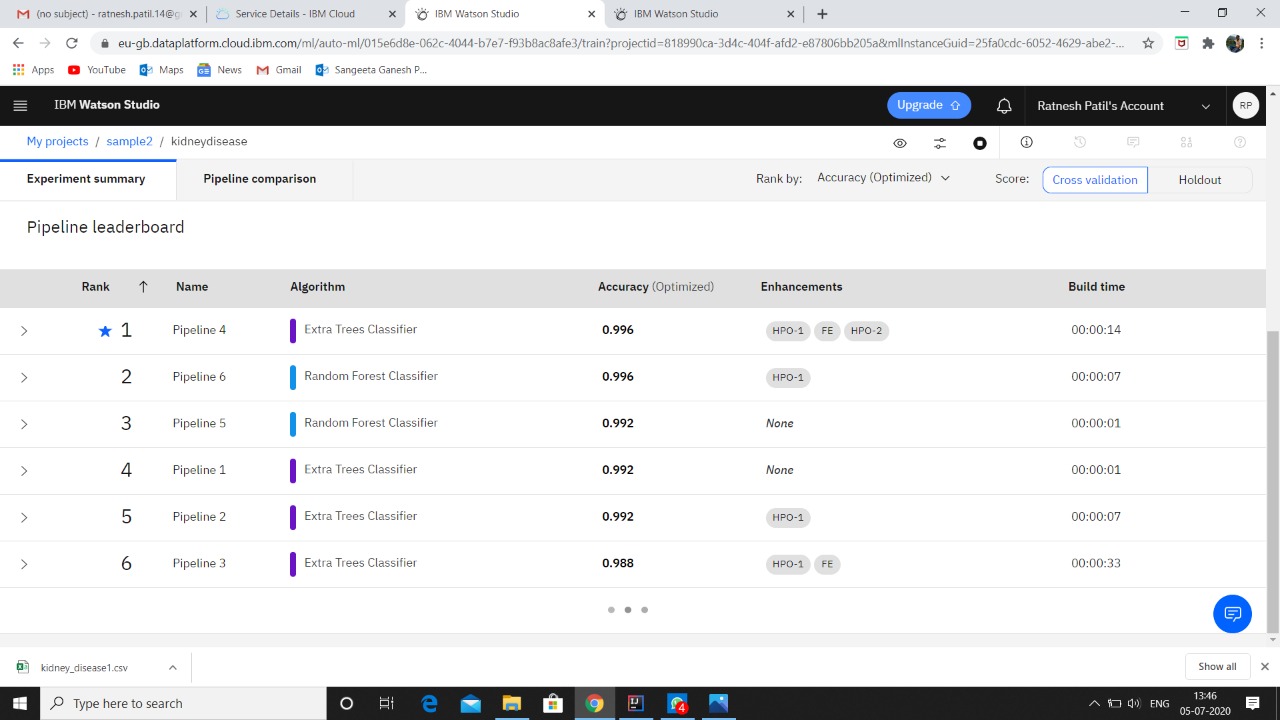 (no subject) - ratnesh.patil.14@g
Service Details - IBM Cloud
IBM Watson Studio
IBM Watson Studio
eu-gb.dataplatform.cloud.ibm.com/ml/auto-ml/015e6d8e-062c-4044-b7e7-f93b8ac8afe3/train?projectid=818990ca-3d4c-404f-afd2-e87806bb205a&mlInstanceGuid=25fa0cdc-6052-4629-abe2-...
Apps YouTube Maps News Gmail Sangeeta Ganesh P...
IBM Watson Studio
Upgrade
Ratnesh Patil's Account
RP
My projects / sample2 / kidneydisease
Experiment summary
Pipeline comparison
Rank by: Accuracy (Optimized)
Score: Cross validation Holdout
Pipeline leaderboard
Rank Name Algorithm Accuracy (Optimized) Enhancements Build time
1 Pipeline 4 Extra Trees Classifier 0.996 HPO-1 FE HPO-2 00:00:14
2 Pipeline 6 Random Forest Classifier 0.996 HPO-1 00:00:07
3 Pipeline 5 Random Forest Classifier 0.992 None 00:00:01
4 Pipeline 1 Extra Trees Classifier 0.992 None 00:00:01
5 Pipeline 2 Extra Trees Classifier 0.992 HPO-1 00:00:07
6 Pipeline 3 Extra Trees Classifier 0.988 HPO-1 FE 00:00:33
kidney_disease1.csv
Show all
Type here to search
4
ENG
13:46
05-07-2020